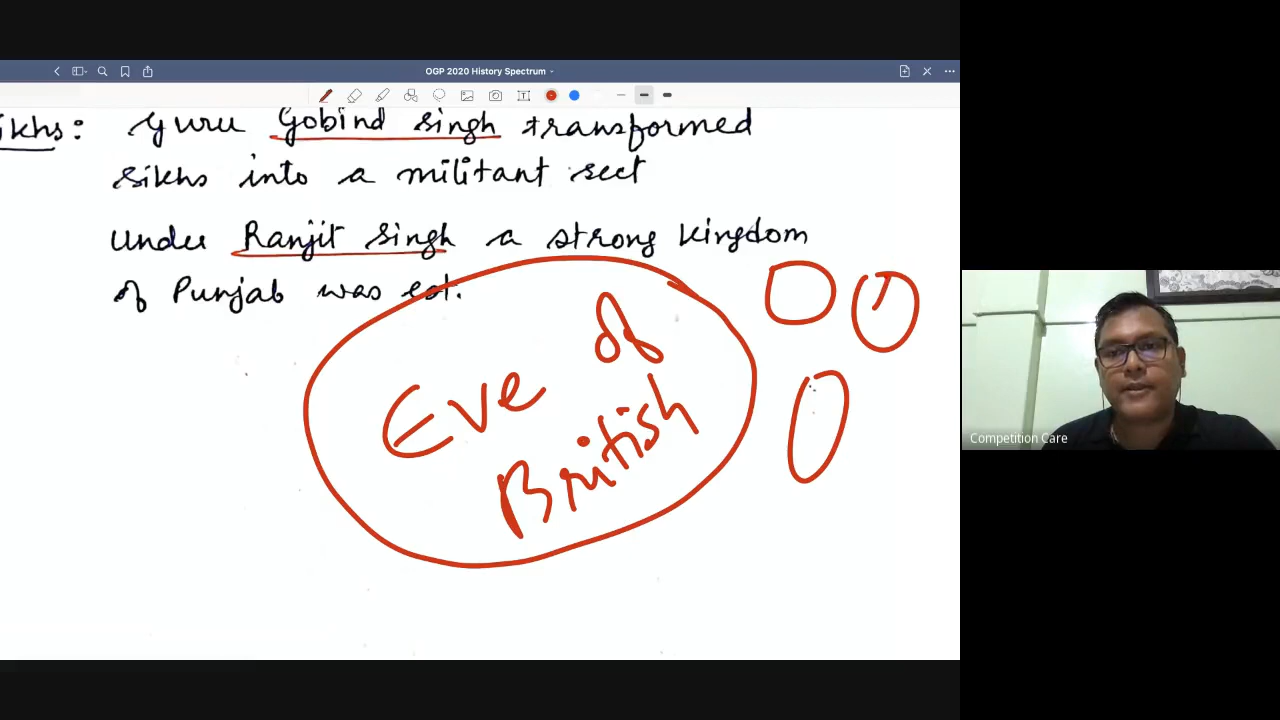 OGP 2020 History Spectrum
ikhs: Guru Gobind Singh transformed
Sikhs into a militant sect
Under Ranjit Singh a strong kingdom
of Punjab was est.
Eve of
British
Competition Care